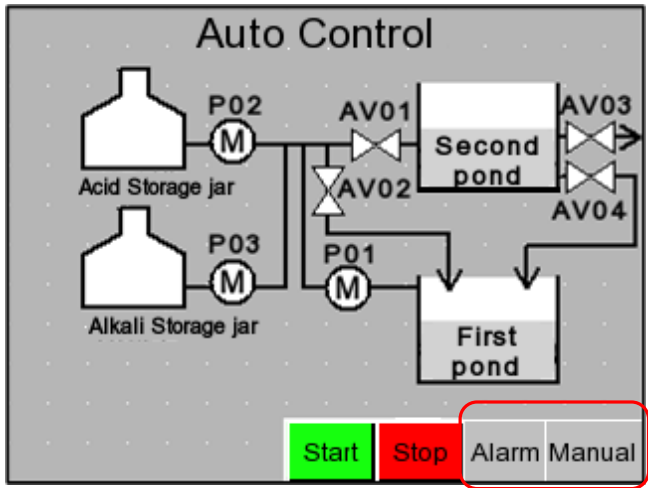 Auto Control
P02
AV01
AV03
M
Second
pond
Acid Storage jar
AV02
AV04
P03
P01
M
M
Alkali Storage jar
First
pond
Start
Stop
Alarm
Manual